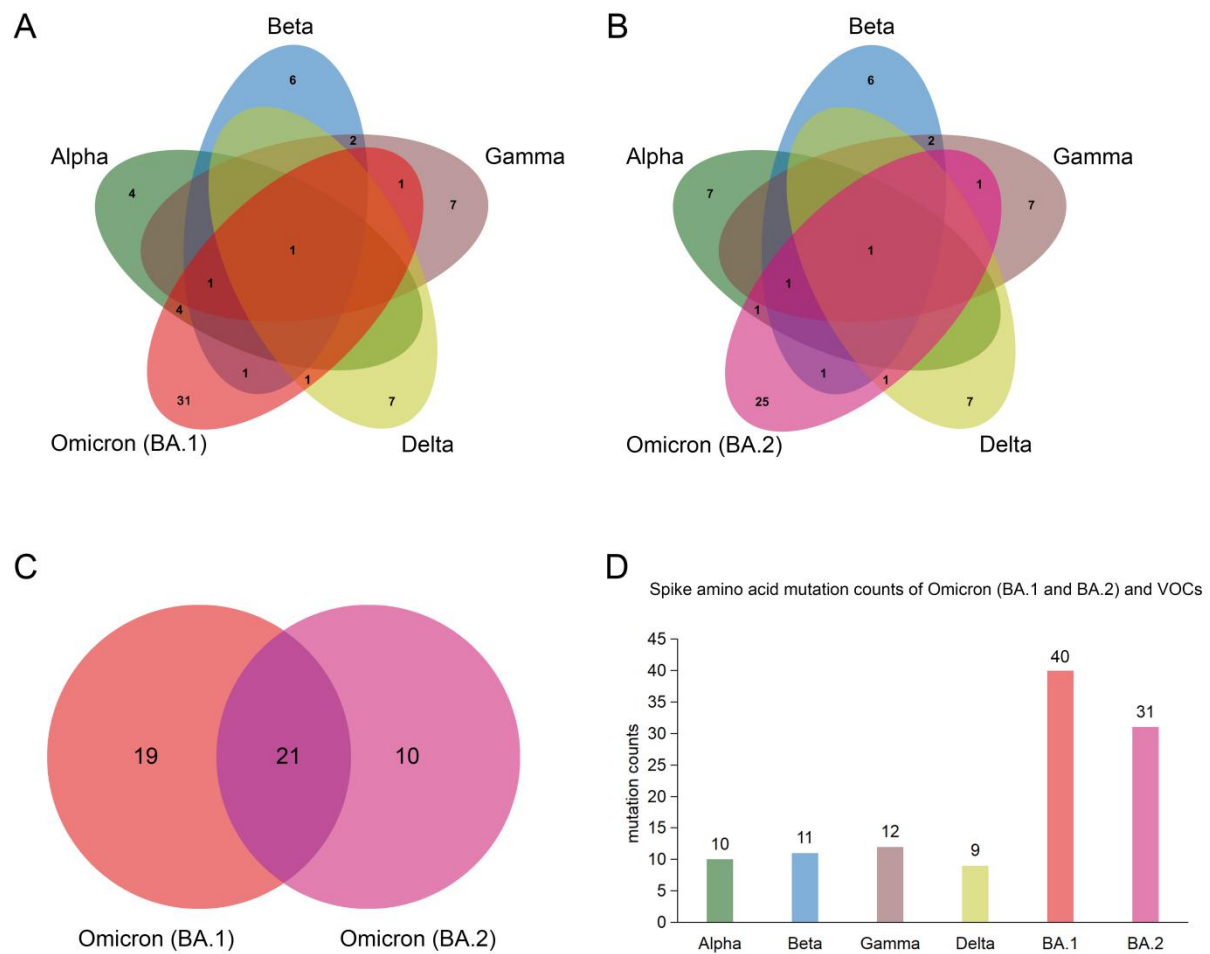 A
Beta
6
2
Alpha
Gamma
1
4
7
1
1
4
1
1
31
7
Omicron (BA.1)
Delta
B
Beta
6
2
Alpha
Gamma
1
7
7
1
1
1
1
1
25
7
Omicron (BA.2)
Delta
C
19
21
10
Omicron (BA.1)
Omicron (BA.2)
D
Spike amino acid mutation counts of Omicron (BA.1 and BA.2) and VOCs
mutation counts
45
40
35
30
25
20
15
10
5
0
10
11
12
9
40
31
Alpha
Beta
Gamma
Delta
BA.1
BA.2